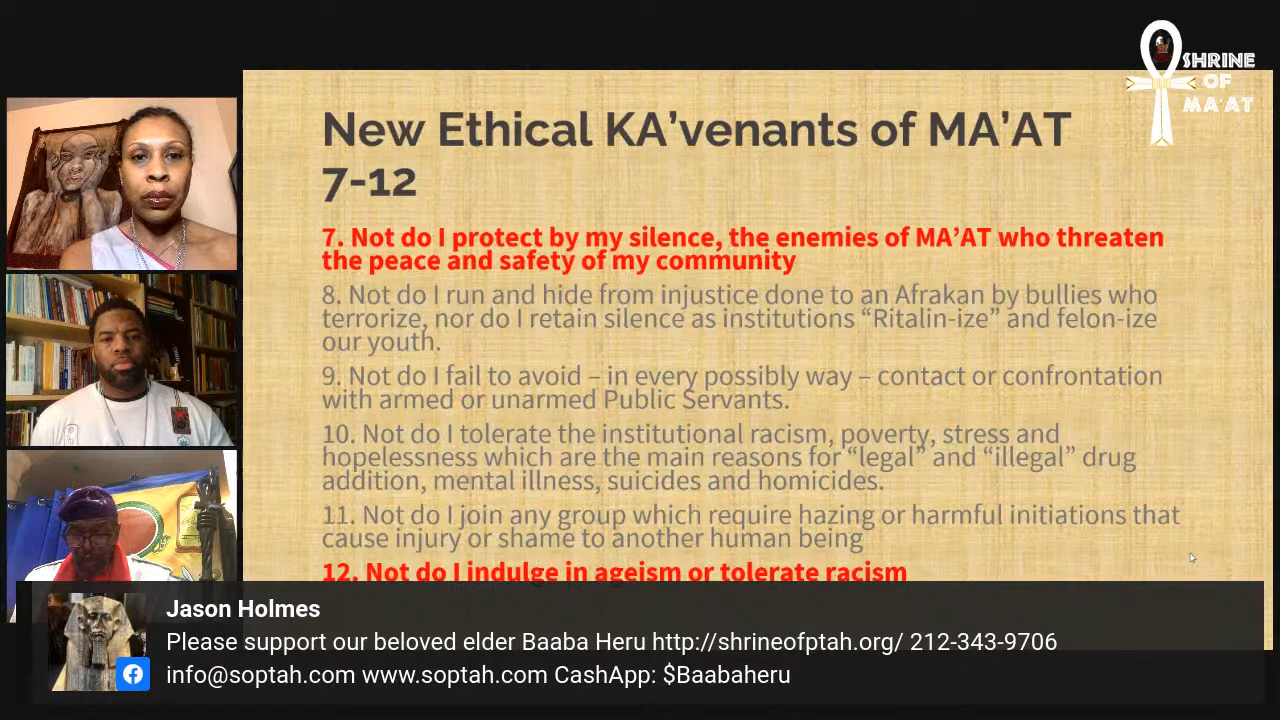 SHRINE
OF
MA'AT
New Ethical KA’venants of MA’AT
7-12
7. Not do I protect by my silence, the enemies of MA’AT who threaten
the peace and safety of my community
8. Not do I run and hide from injustice done to an Afrakan by bullies who
terrorize, nor do I retain silence as institutions “Ritalin-ize” and felon-ize
our youth.
9. Not do I fail to avoid – in every possibly way – contact or confrontation
with armed or unarmed Public Servants.
10. Not do I tolerate the institutional racism, poverty, stress and
hopelessness which are the main reasons for “legal” and “illegal” drug
addition, mental illness, suicides and homicides.
11. Not do I join any group which require hazing or harmful initiations that
cause injury or shame to another human being
12. Not do I indulge in ageism or tolerate racism
Jason Holmes
Please support our beloved elder Baaba Heru http://shrineofptah.org/ 212-343-9706
info@soptah.com www.soptah.com CashApp: $Baabaheru